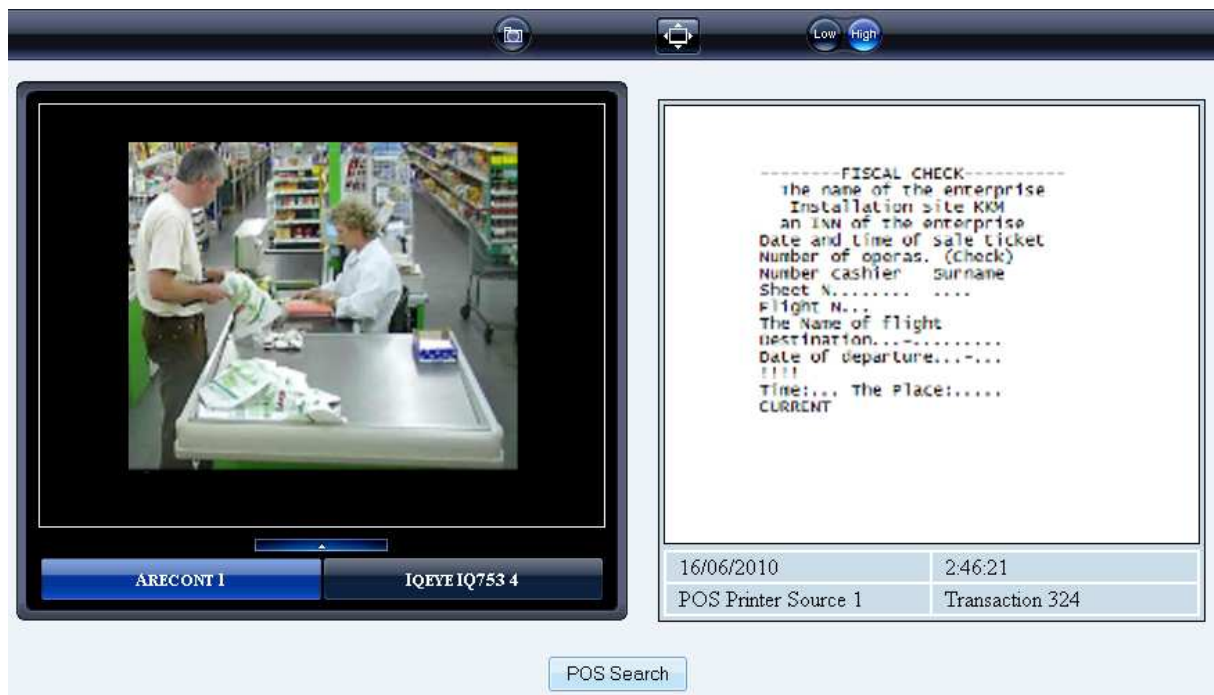 Low High
--------FISCAL CHECK----------
The name of the enterprise
Installation site KKM
an INN of the enterprise
Date and time of sale ticket
Number of operas. (Check)
Number cashier Surname
Sheet N........ ....
Flight N...
The Name of flight
Destination...-.........
Date of departure...-...
!!!!
Time:... The Place:.....
CURRENT
ARECONT 1 IQEYE IQ753 4
16/06/2010 2:46:21
POS Printer Source 1 Transaction 324
POS Search